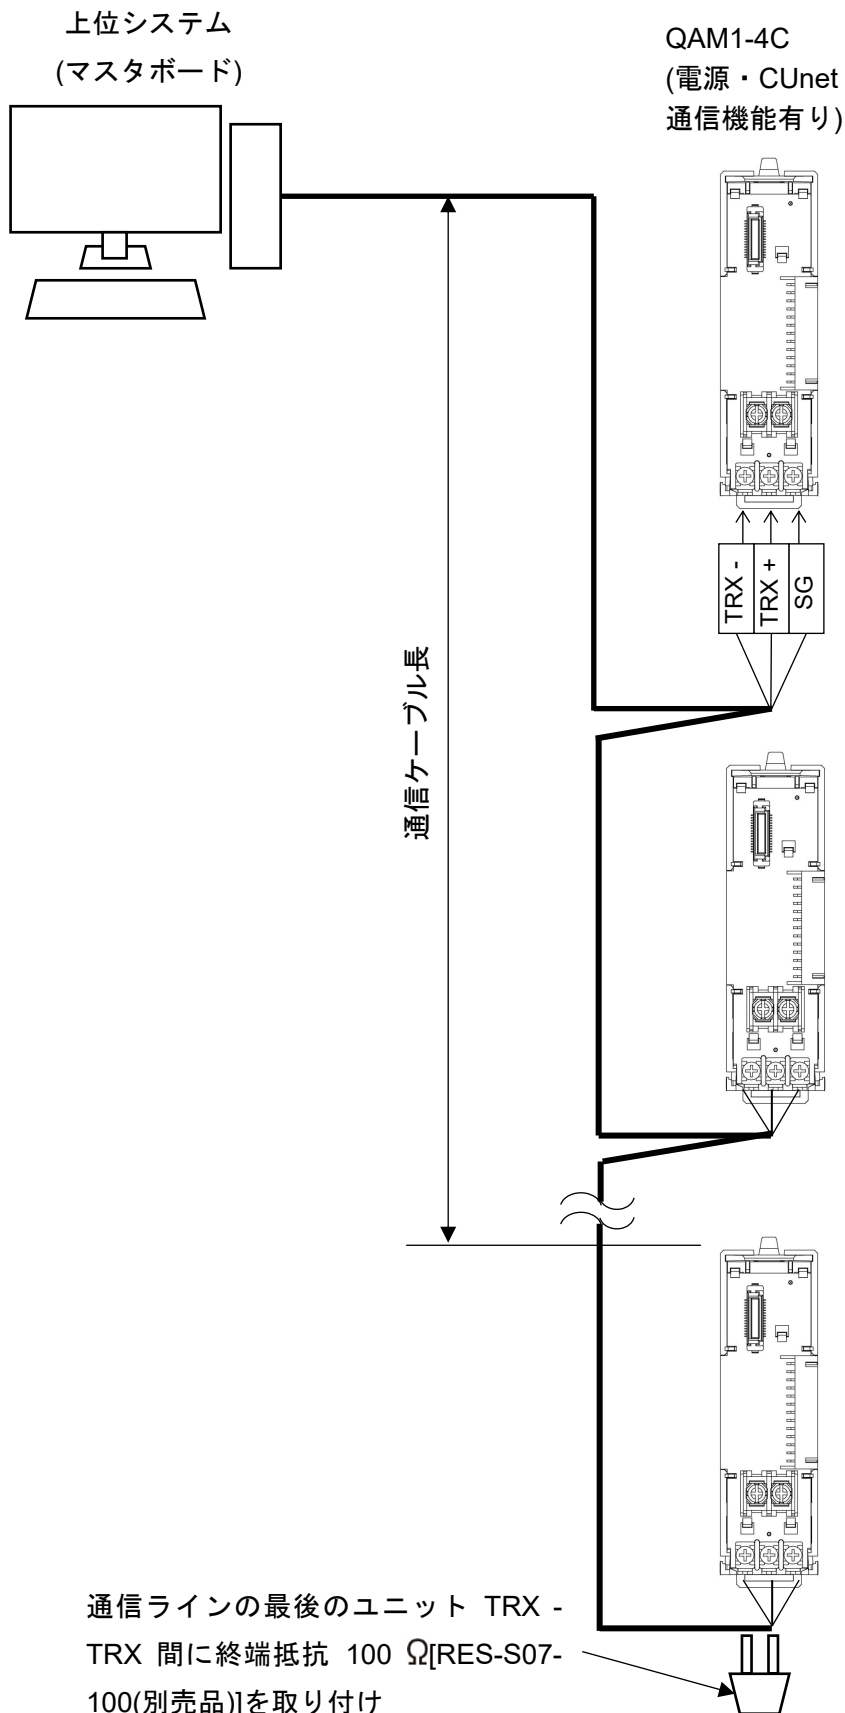 上位システム
(マスタボード)
QAM1-4C
(電源・CUnet
通信機能有り)
TRX -
TRX +
SG
通信ケーブル長
通信ラインの最後のユニット TRX -
TRX 間に終端抵抗 100 Ω[RES-S07-
100(別売品)]を取り付け